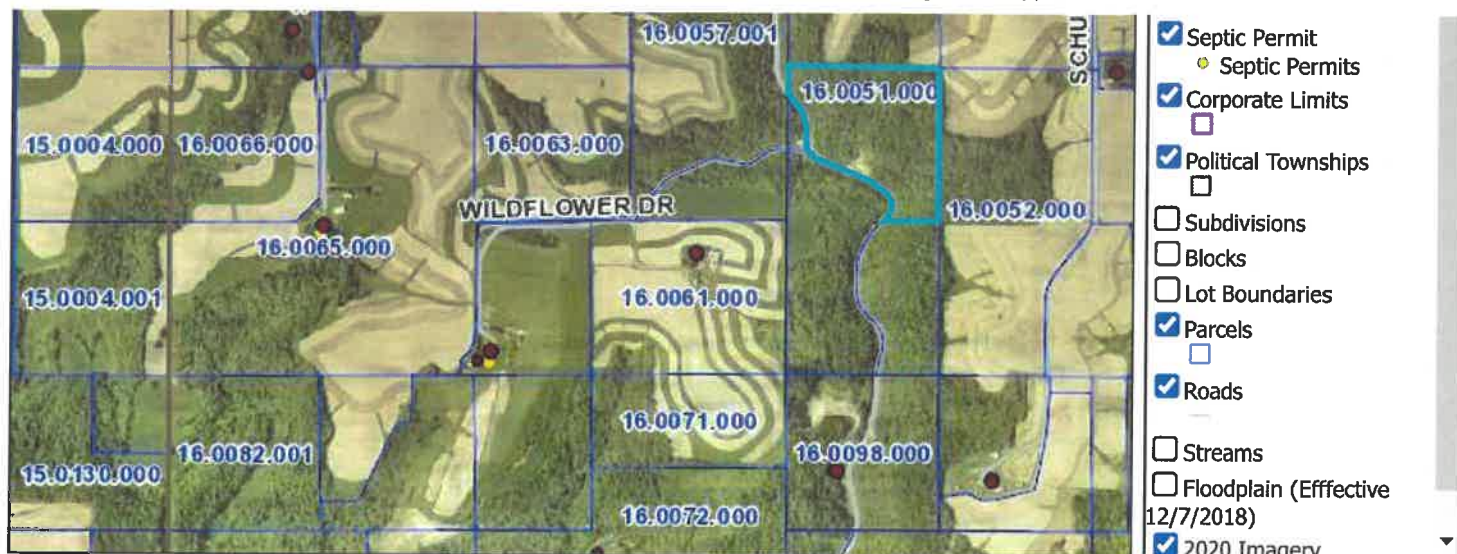 16.0057.001
SCHU
16.0051.000
15.0004.000
16.0066.000
16.0063.000
WILDFLOWER DR
16.0052.000
16.0065.000
15.0004.001
16.0061.000
16.0071.000
15.0130.000
16.0082.001
16.0098.000
16.0072.000
Septic Permit
Septic Permits
Corporate Limits
Political Townships
Subdivisions
Blocks
Lot Boundaries
Parcels
Roads
Streams
Floodplain (Efffective
12/7/2018)
2020 Imagery